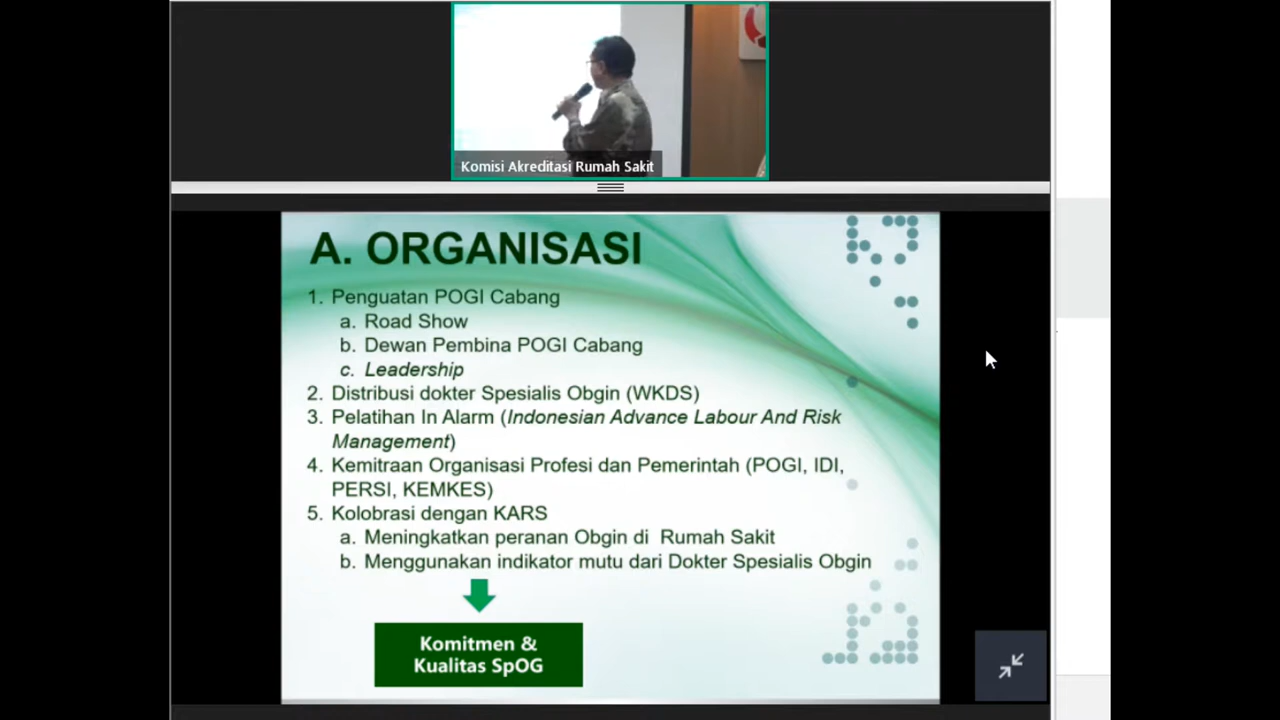 Komisi Akreditasi Rumah Sakit
A. ORGANISASI
1. Penguatan POGI Cabang
a. Road Show
b. Dewan Pembina POGI Cabang
c. Leadership
2. Distribusi dokter Spesialis Obgin (WKDS)
3. Pelatihan In Alarm (Indonesian Advance Labour And Risk
Management)
4. Kemitraan Organisasi Profesi dan Pemerintah (POGI, IDI,
PERSI, KEMKES)
5. Kolobrasi dengan KARS
a. Meningkatkan peranan Obgin di Rumah Sakit
b. Menggunakan indikator mutu dari Dokter Spesialis Obgin
Komitmen &
Kualitas SpOG